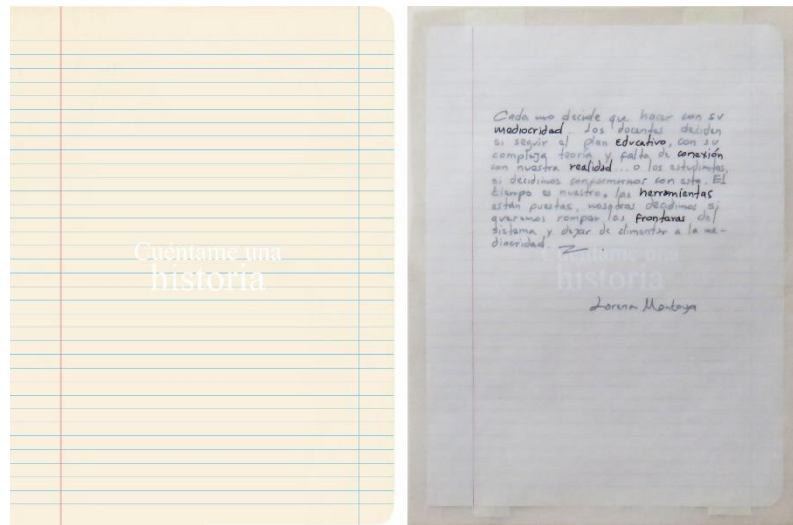 Cuéntame una
historia
Cada uno decide que hacer con su
mediocridad. Los docentes deciden
si seguir el plan educativo, con su
compleja teoría y falta de conexión
con nuestra realidad... o los estudiantes,
si decidimos conformarnos con esto. El
tiempo es nuestro, las herramientas
están puestas, nosotros decidimos si
queremos romper las fronteras del
sistema y dejar de alimentar a la me-
diocridad.
Cuéntame una
historia
Lorena Montoya